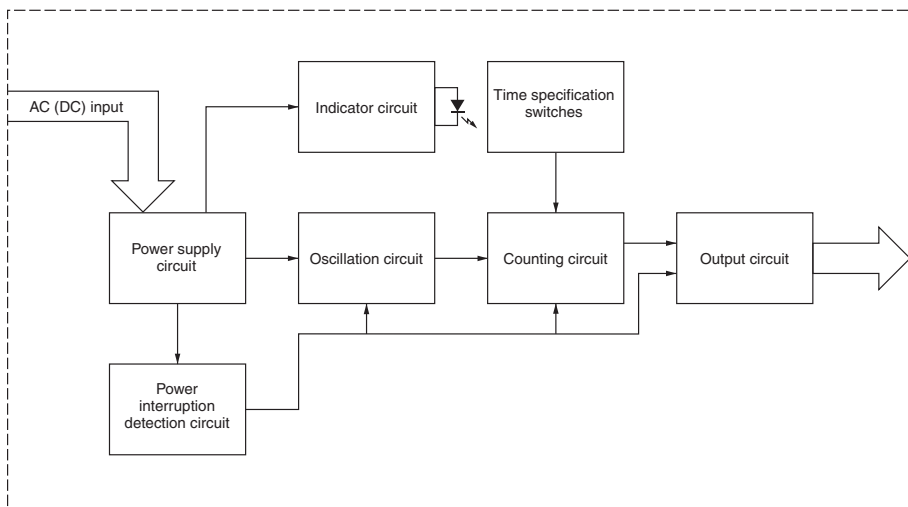 AC (DC) input
Indicator circuit
Time specification
switches
Power supply
circuit
Oscillation circuit
Counting circuit
Output circuit
Power
interruption
detection circuit